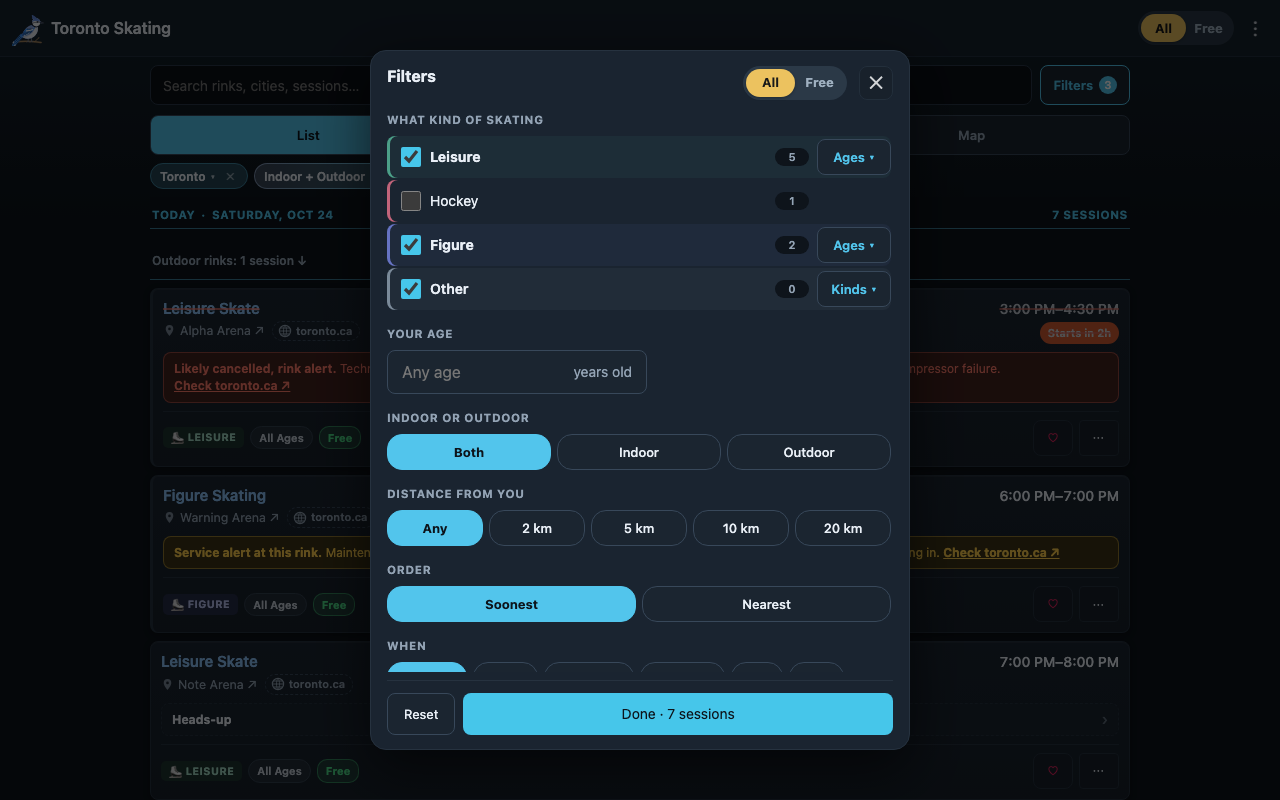 Toronto Skating
All Free
Search rinks, cities, sessions...
Filters 3
List
Map
Toronto
Indoor + Outdoor
TODAY · SATURDAY, OCT 24
7 SESSIONS
Outdoor rinks: 1 session ↓
Leisure Skate
3:00 PM–4:30 PM
Alpha Arena ↗ toronto.ca
Starts in 2h
Likely cancelled, rink alert.
mpressor failure.
Check toronto.ca ↗
LEISURE All Ages Free
Figure Skating
6:00 PM–7:00 PM
Warning Arena ↗ toronto.ca
Service alert at this rink.
ng in. Check toronto.ca ↗
FIGURE All Ages Free
Leisure Skate
7:00 PM–8:00 PM
Note Arena ↗ toronto.ca
Heads-up
LEISURE All Ages Free
Filters
All Free
WHAT KIND OF SKATING
Leisure 5 Ages
Hockey 1
Figure 2 Ages
Other 0 Kinds
YOUR AGE
Any age years old
INDOOR OR OUTDOOR
Both Indoor Outdoor
DISTANCE FROM YOU
Any 2 km 5 km 10 km 20 km
ORDER
Soonest Nearest
WHEN
Reset Done · 7 sessions